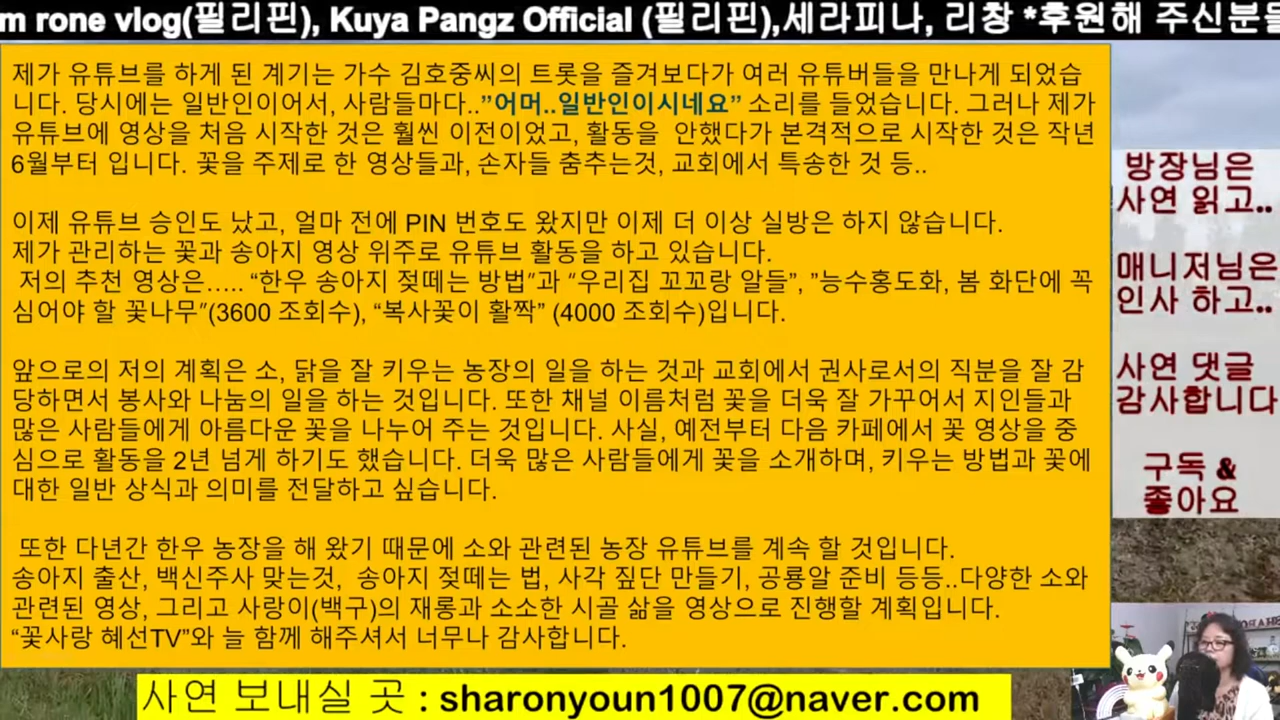 m rone vlog(필리핀), Kuya Pangz Official (필리핀),세라피나, 리창 *후원해 주신분들
제가 유튜브를 하게 된 계기는 가수 김호중씨의 트롯을 즐겨보다가 여러 유튜버들을 만나게 되었습
니다. 당시에는 일반인이어서, 사람들마다..”어머..일반인이시네요” 소리를 들었습니다. 그러나 제가
유튜브에 영상을 처음 시작한 것은 훨씬 이전이었고, 활동을 안했다가 본격적으로 시작한 것은 작년
6월부터 입니다. 꽃을 주제로 한 영상들과, 손자들 춤추는것, 교회에서 특송한 것 등..
이제 유튜브 승인도 났고, 얼마 전에 PIN 번호도 왔지만 이제 더 이상 실방은 하지 않습니다.
제가 관리하는 꽃과 송아지 영상 위주로 유튜브 활동을 하고 있습니다.
저의 추천 영상은….. “한우 송아지 젖떼는 방법”과 “우리집 꼬꼬랑 알들”, ”능수홍도화, 봄 화단에 꼭
심어야 할 꽃나무”(3600 조회수), “복사꽃이 활짝” (4000 조회수)입니다.
앞으로의 저의 계획은 소, 닭을 잘 키우는 농장의 일을 하는 것과 교회에서 권사로서의 직분을 잘 감
당하면서 봉사와 나눔의 일을 하는 것입니다. 또한 채널 이름처럼 꽃을 더욱 잘 가꾸어서 지인들과
많은 사람들에게 아름다운 꽃을 나누어 주는 것입니다. 사실, 예전부터 다음 카페에서 꽃 영상을 중
심으로 활동을 2년 넘게 하기도 했습니다. 더욱 많은 사람들에게 꽃을 소개하며, 키우는 방법과 꽃에
대한 일반 상식과 의미를 전달하고 싶습니다.
또한 다년간 한우 농장을 해 왔기 때문에 소와 관련된 농장 유튜브를 계속 할 것입니다.
송아지 출산, 백신주사 맞는것, 송아지 젖떼는 법, 사각 짚단 만들기, 공룡알 준비 등등..다양한 소와
관련된 영상, 그리고 사랑이(백구)의 재롱과 소소한 시골 삶을 영상으로 진행할 계획입니다.
“꽃사랑 혜선TV”와 늘 함께 해주셔서 너무나 감사합니다.
방장님은
사연 읽고..
매니저님은
인사 하고..
사연 댓글
감사합니다
구독 &
좋아요
사연 보내실 곳 : sharonyoun1007@naver.com